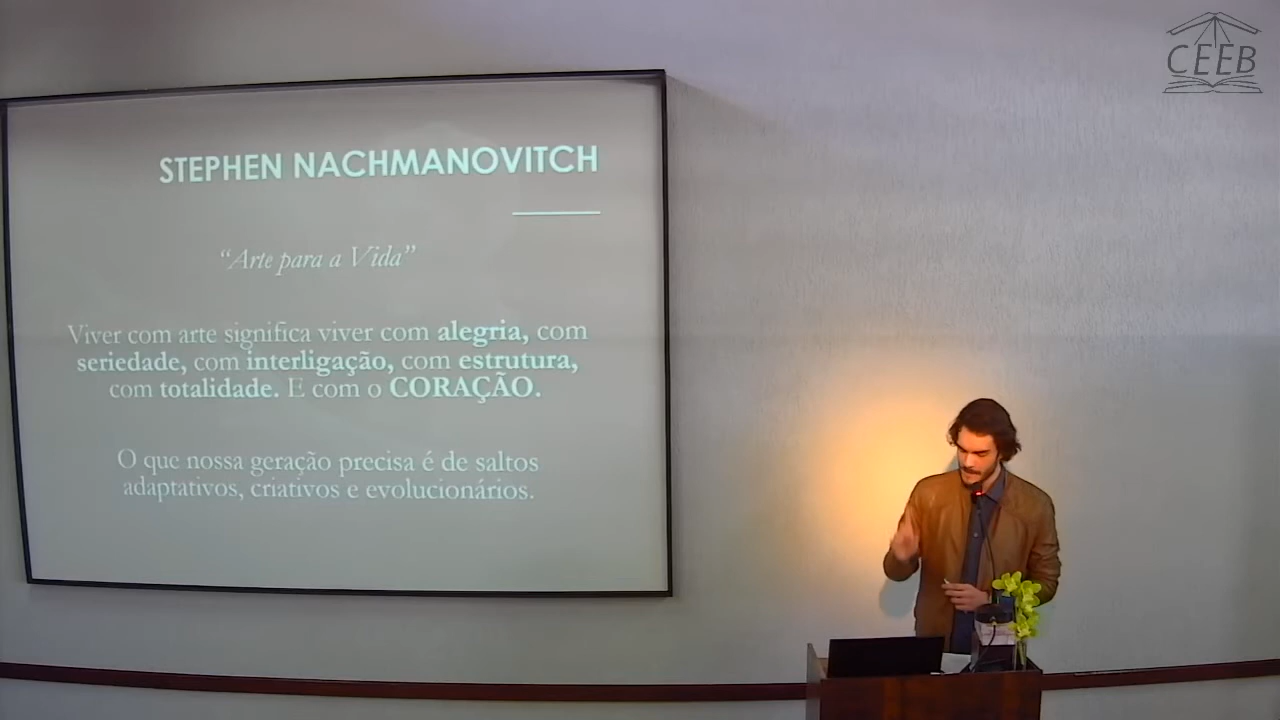 CEEB
STEPHEN NACHMANOVITCH
“Arte para a Vida”
Viver com arte significa viver com alegria, com
seriedade, com interligação, com estrutura,
com totalidade. E com o CORAÇÃO.
O que nossa geração precisa é de saltos
adaptativos, criativos e evolucionários.